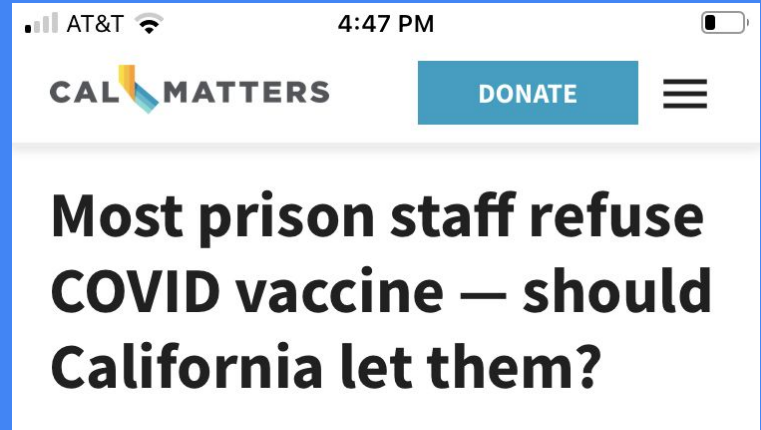 AT&T 4:47 PM
CAL MATTERS DONATE
Most prison staff refuse
COVID vaccine — should
California let them?